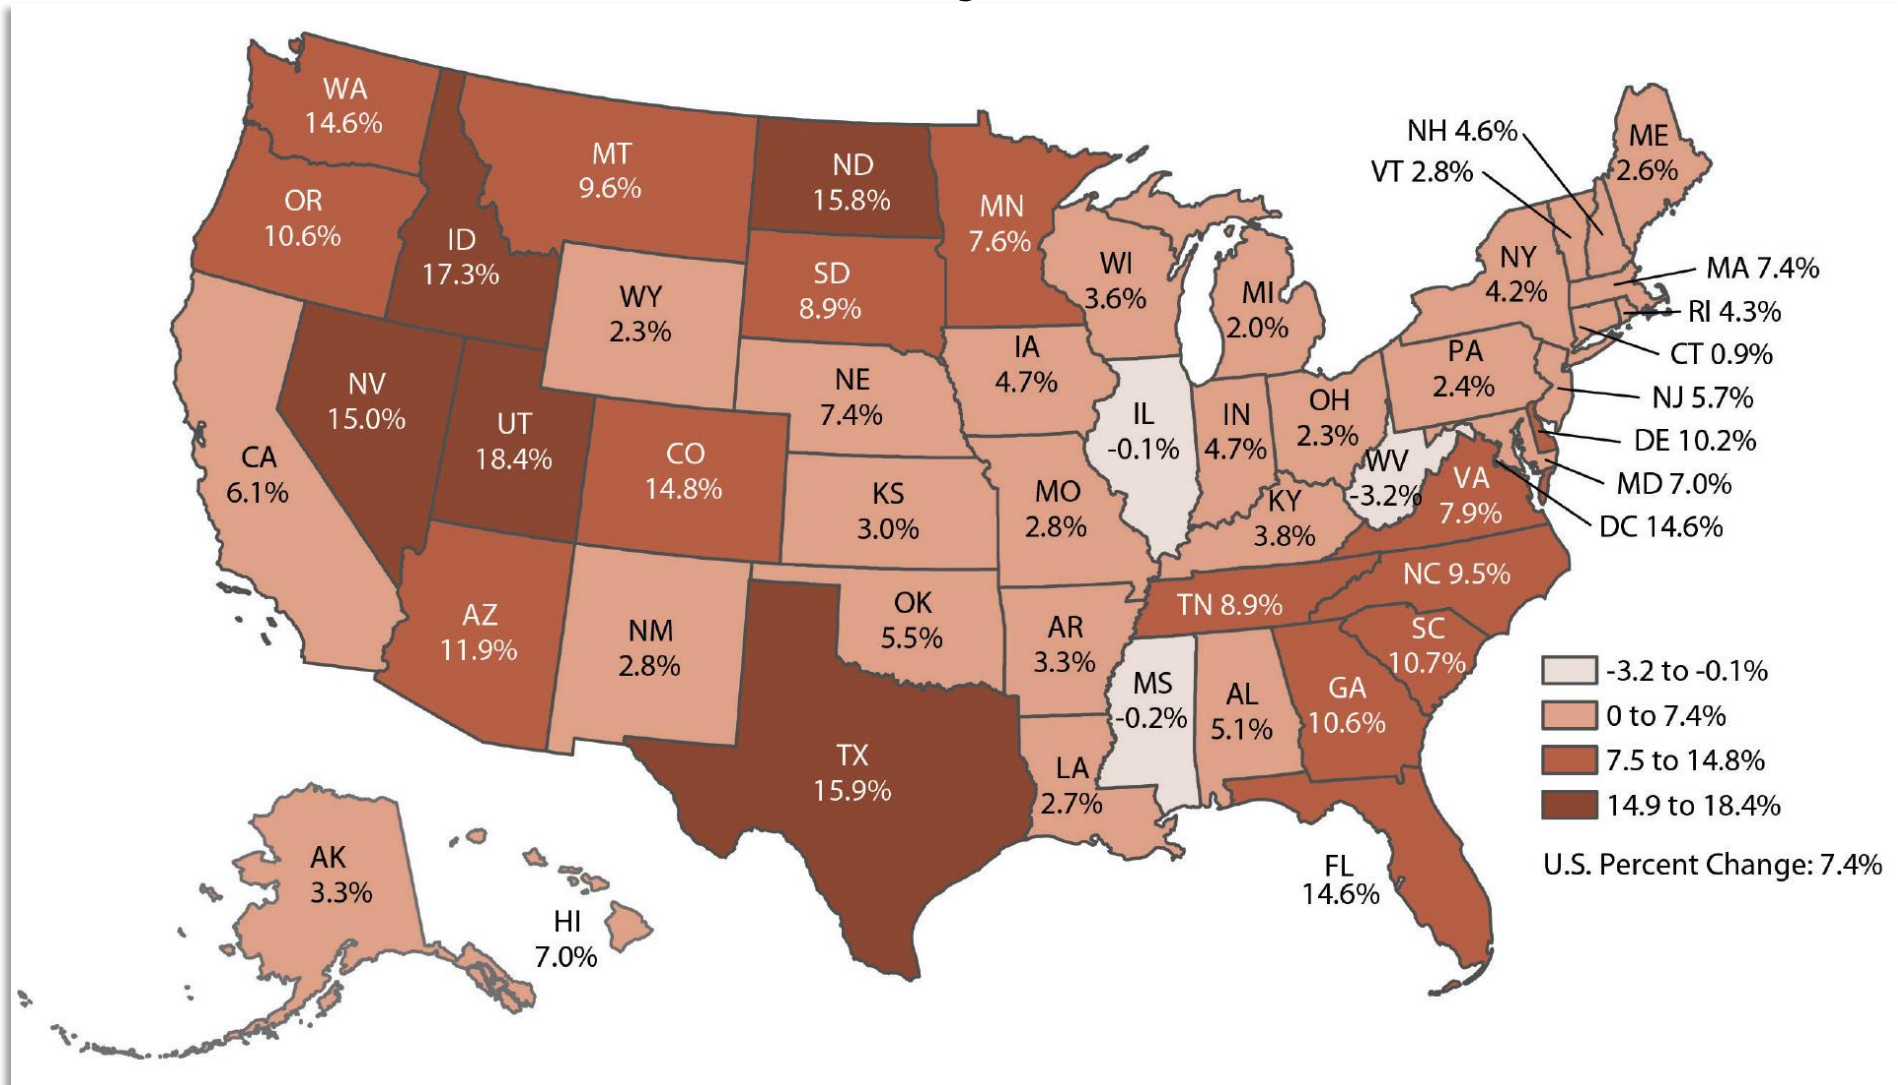 WA
14.6%
OR
10.6%
ID
17.3%
MT
9.6%
ND
15.8%
MN
7.6%
SD
8.9%
WY
2.3%
WI
3.6%
MI
2.0%
NH 4.6%
VT 2.8%
ME
2.6%
NY
4.2%
MA 7.4%
RI 4.3%
CT 0.9%
NJ 5.7%
DE 10.2%
MD 7.0%
DC 14.6%
PA
2.4%
NV
15.0%
UT
18.4%
CO
14.8%
CA
6.1%
NE
7.4%
IA
4.7%
IL
-0.1%
IN
4.7%
OH
2.3%
WV
-3.2%
VA
7.9%
KS
3.0%
MO
2.8%
KY
3.8%
NC 9.5%
TN 8.9%
SC
10.7%
AZ
11.9%
NM
2.8%
OK
5.5%
AR
3.3%
MS
-0.2%
AL
5.1%
GA
10.6%
TX
15.9%
LA
2.7%
FL
14.6%
AK
3.3%
HI
7.0%
-3.2 to -0.1%
0 to 7.4%
7.5 to 14.8%
14.9 to 18.4%
U.S. Percent Change: 7.4%